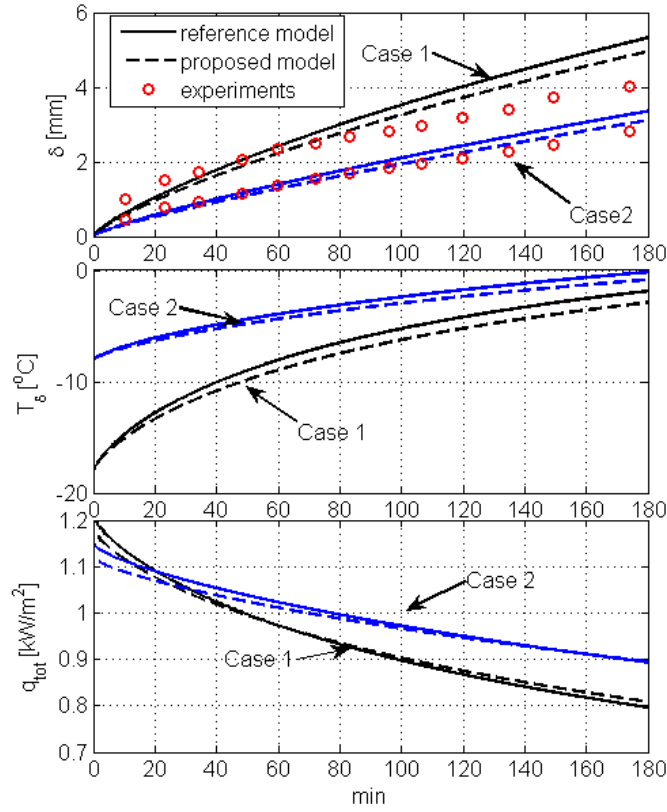 6
4
2
0
δ [mm]
reference model
proposed model
experiments
Case 1
Case2
0 20 40 60 80 100 120 140 160 180
0
-10
-20
T_δ [⁰C]
Case 2
Case 1
0 20 40 60 80 100 120 140 160 180
1.2
1.1
1
0.9
0.8
0.7
q_tot [kW/m²]
Case 2
Case 1
0 20 40 60 80 100 120 140 160 180
min